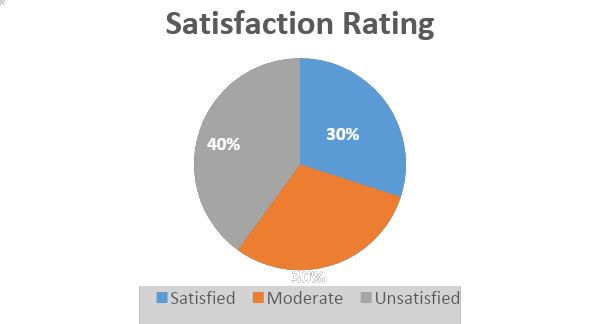 Satisfaction Rating
30%
40%
30%
Satisfied Moderate Unsatisfied